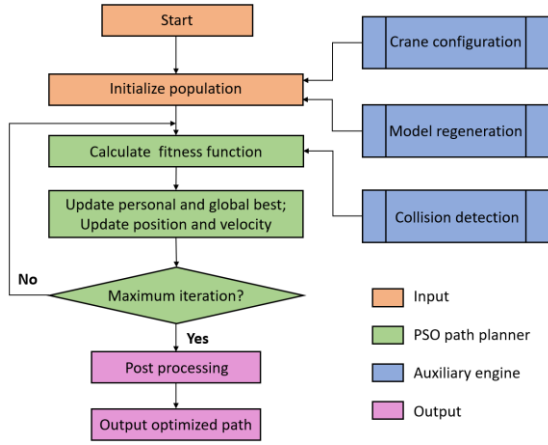 Start
Crane configuration
Initialize population
Model regeneration
Calculate fitness function
Update personal and global best;
Update position and velocity
Collision detection
No
Maximum iteration?
Yes
Post processing
Output optimized path
Input
PSO path planner
Auxiliary engine
Output